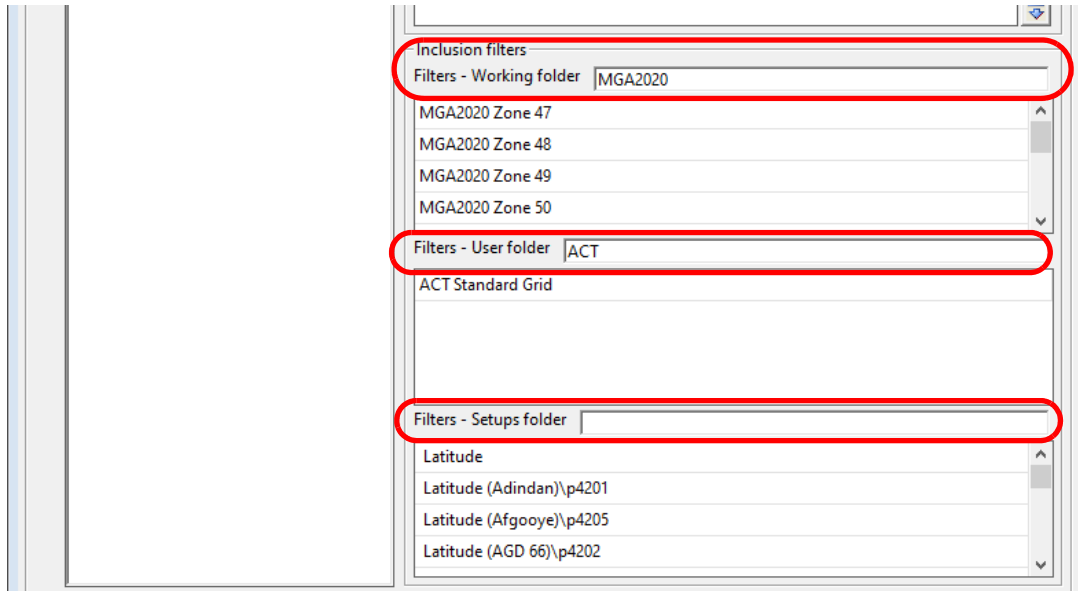 Inclusion filters
Filters - Working folder MGA2020
MGA2020 Zone 47
MGA2020 Zone 48
MGA2020 Zone 49
MGA2020 Zone 50
Filters - User folder ACT
ACT Standard Grid
Filters - Setups folder
Latitude
Latitude (Adindan)\p4201
Latitude (Afgooye)\p4205
Latitude (AGD 66)\p4202